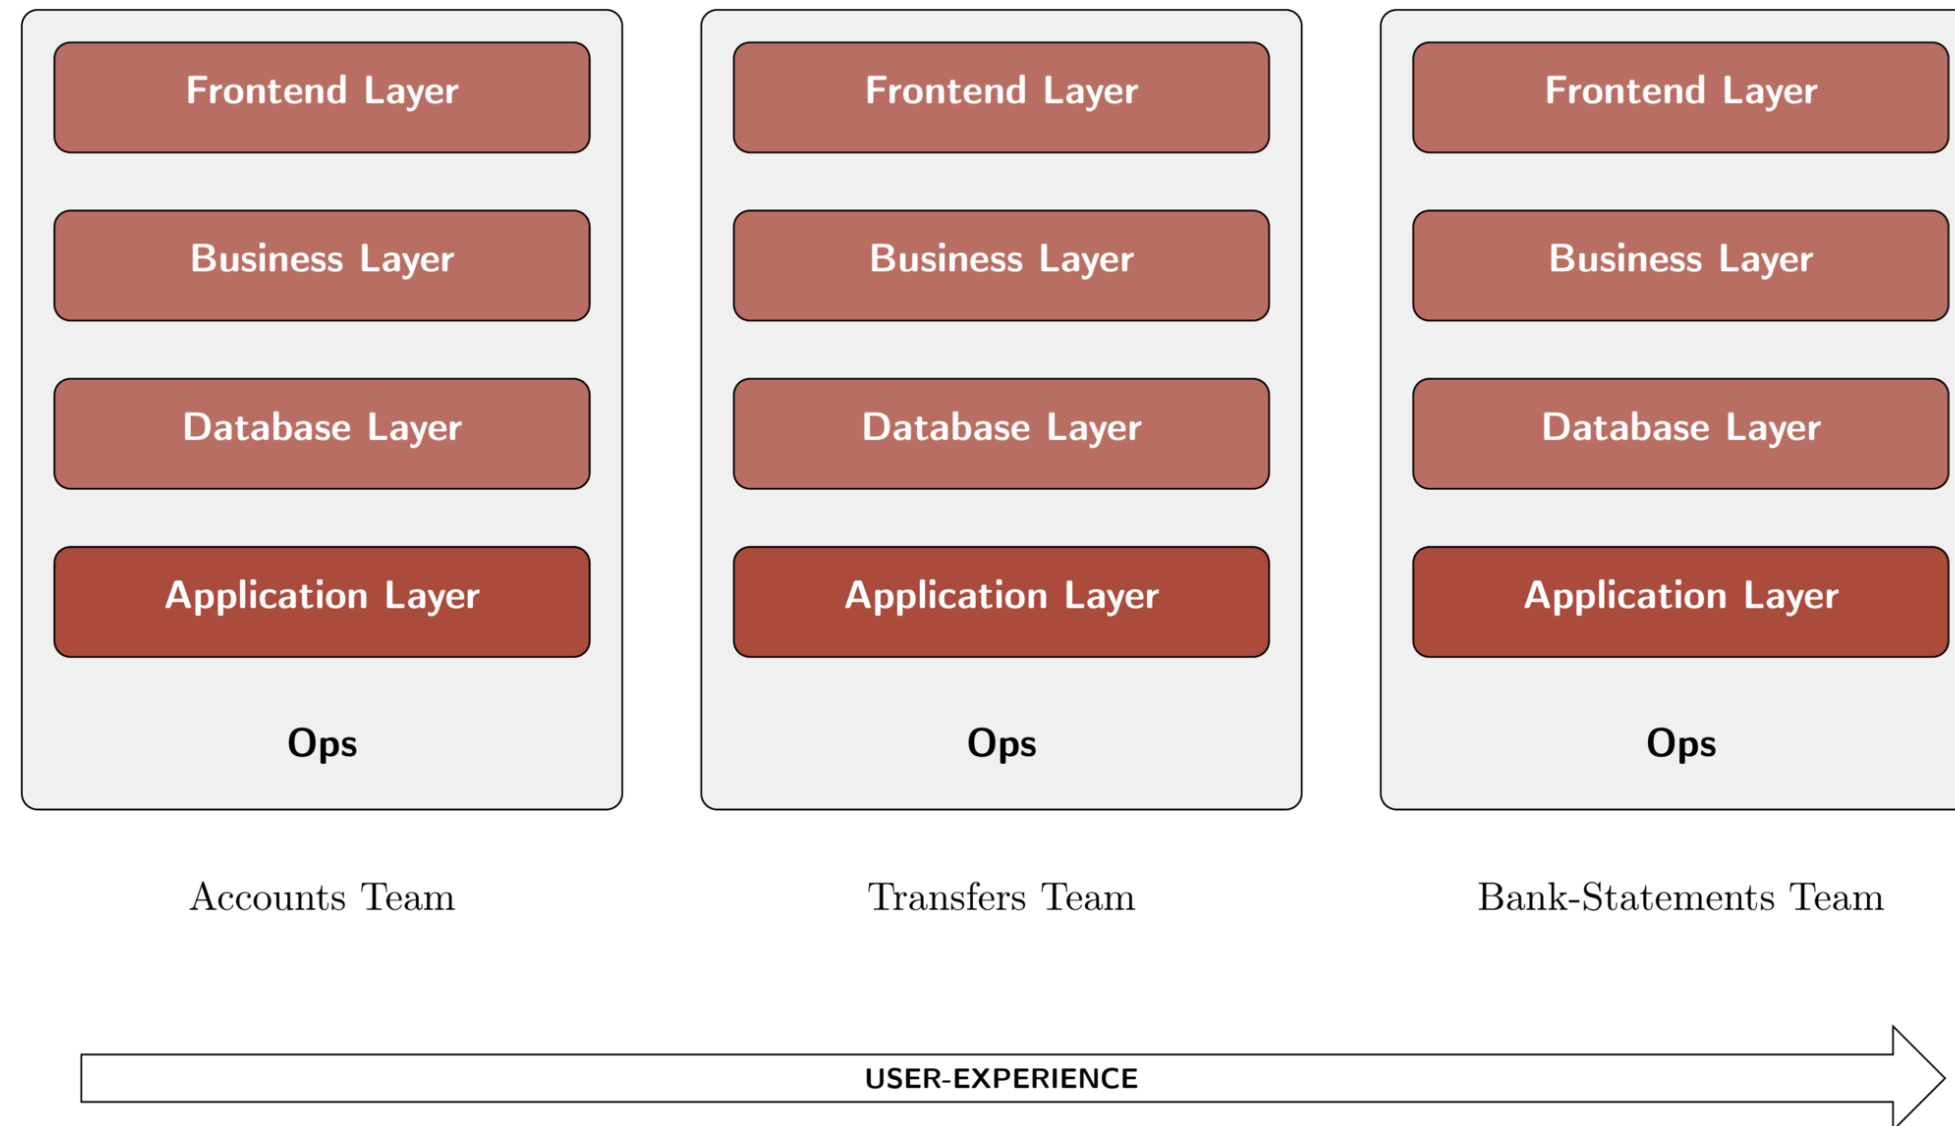 Frontend Layer
Business Layer
Database Layer
Application Layer
Ops
Accounts Team
Frontend Layer
Business Layer
Database Layer
Application Layer
Ops
Transfers Team
Frontend Layer
Business Layer
Database Layer
Application Layer
Ops
Bank-Statements Team
USER-EXPERIENCE